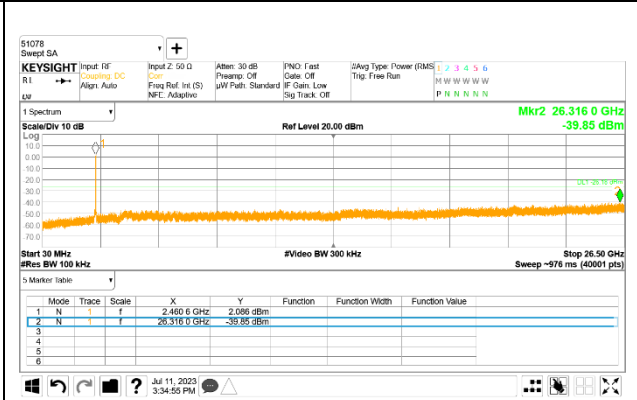 51078
Swept SA
KEYSIGHT
Input: RF
Coupling: DC
Align: Auto
Input Z: 50 Ω
Corr
Freq Ref: Int (S)
NFE: Adaptive
Atten: 30 dB
Preamp: Off
µW Path: Standard
PNO: Fast
Gate: Off
IF Gain: Low
Sig Track: Off
#Avg Type: Power (RMS
Trig: Free Run
1 2 3 4 5 6
M W W W W W
P N N N N N
1 Spectrum
Scale/Div 10 dB
Ref Level 20.00 dBm
Mkr2 26.316 0 GHz
-39.85 dBm
Log
10.0
0.00
10.0
20.0
30.0
40.0
50.0
60.0
70.0
1
Start 30 MHz
#Video BW 300 kHz
Stop 26.50 GHz
#Res BW 100 kHz
Sweep ~976 ms (40001 pts)
5 Marker Table
Mode Trace Scale X Y Function Function Width Function Value
1 N 1 f 2.460 6 GHz 2.086 dBm
2 N 1 f 26.316 0 GHz -39.85 dBm
3
4
5
6
?
Jul 11, 2023
3:34:55 PM